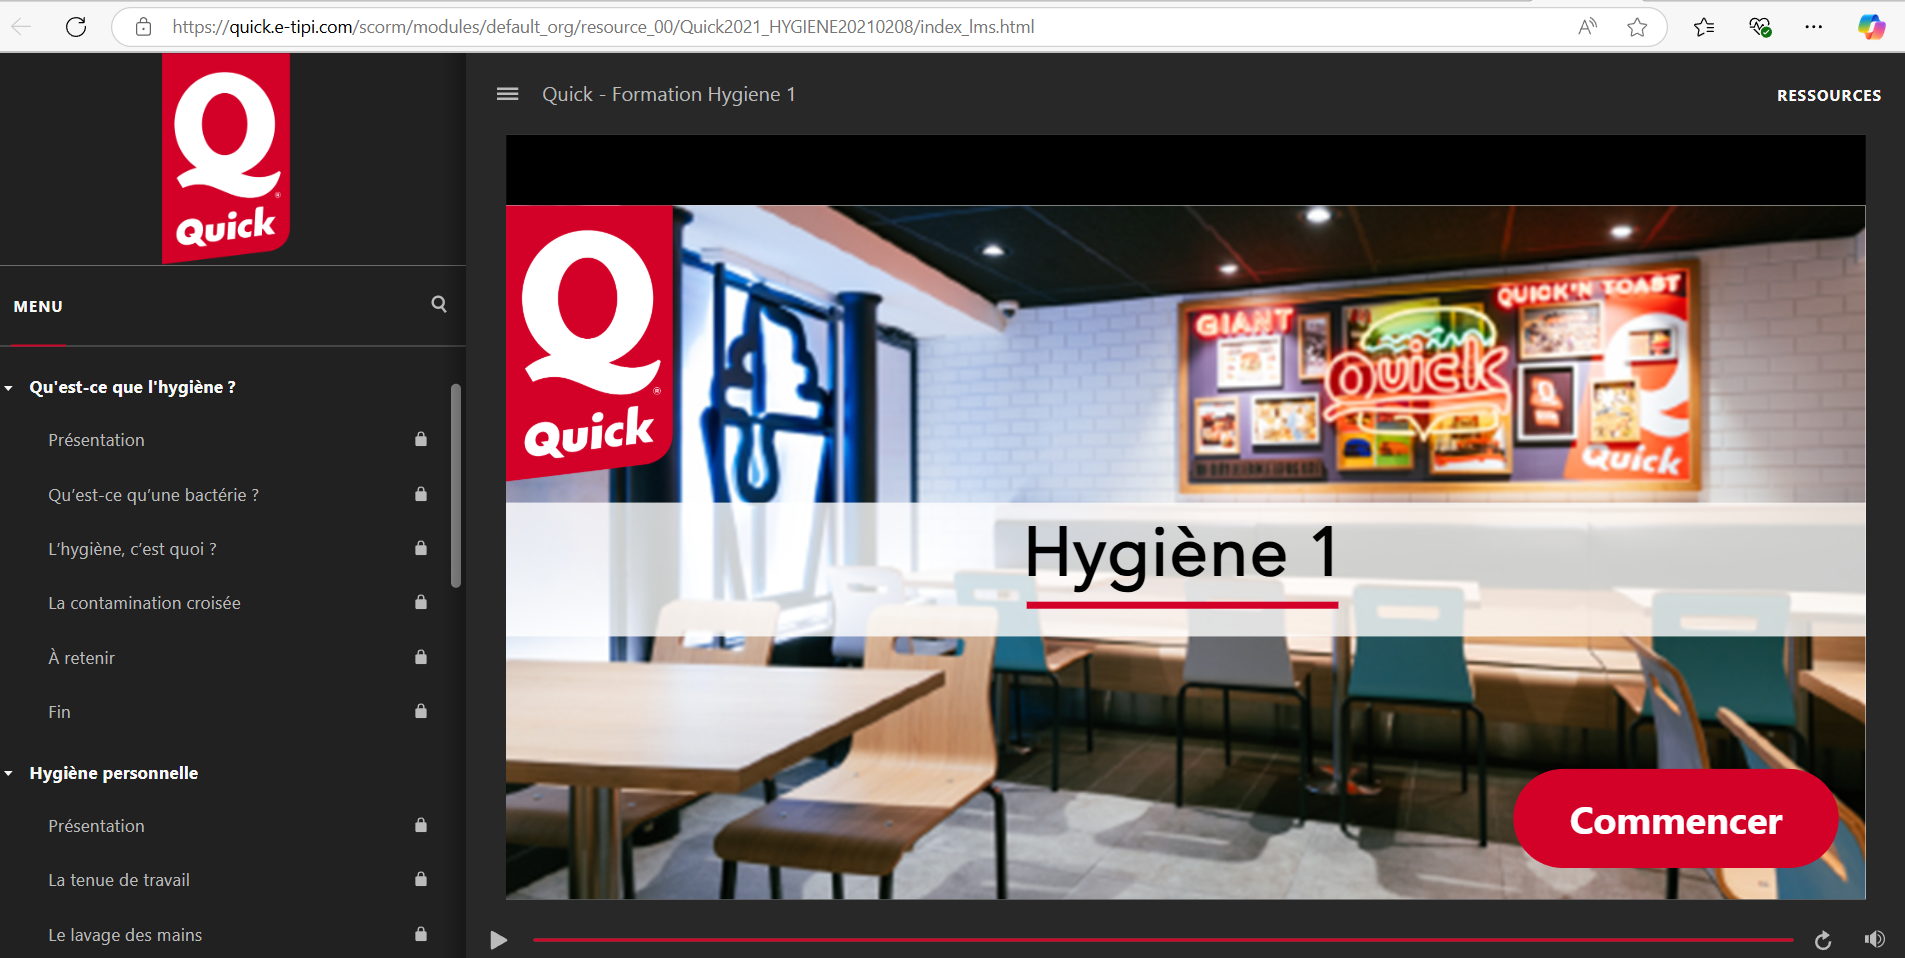 https://quick.e-tipi.com/scorm/modules/default_org/resource_00/Quick2021_HYGIENE20210208/index_lms.html
Quick
Quick - Formation Hygiene 1
RESSOURCES
MENU
Qu'est-ce que l'hygiène ?
Présentation
Qu’est-ce qu’une bactérie ?
L’hygiène, c’est quoi ?
La contamination croisée
À retenir
Fin
Hygiène personnelle
Présentation
La tenue de travail
Le lavage des mains
Quick
GIANT
QUICK'N TOAST
Quick
Quick
Hygiène 1
Commencer